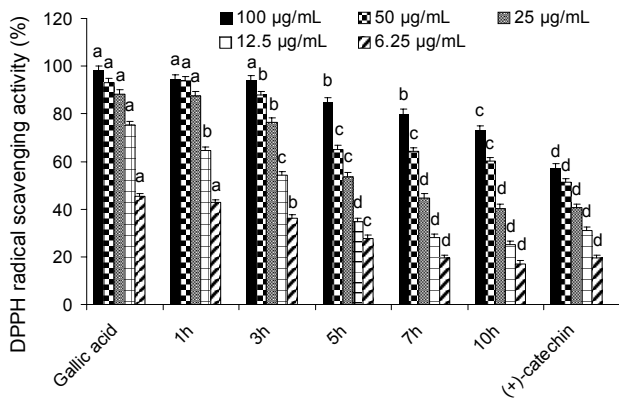 100 µg/mL 50 µg/mL 25 µg/mL
12.5 µg/mL 6.25 µg/mL
DPPH radical scavenging activity (%)
120
100
80
60
40
20
0
a a a a a
a a a b a
a b b c b
b c c d c
b c d d d
c d d d d
d d d d d
Gallic acid
1h
3h
5h
7h
10h
(+)-catechin